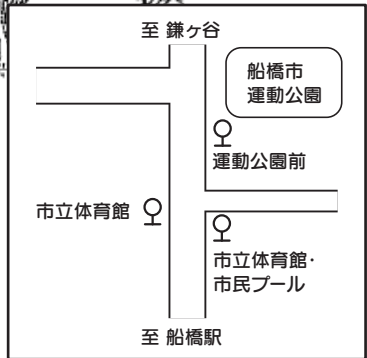 至 鎌ヶ谷
船橋市
運動公園
運動公園前
市立体育館
市立体育館・
市民プール
至 船橋駅